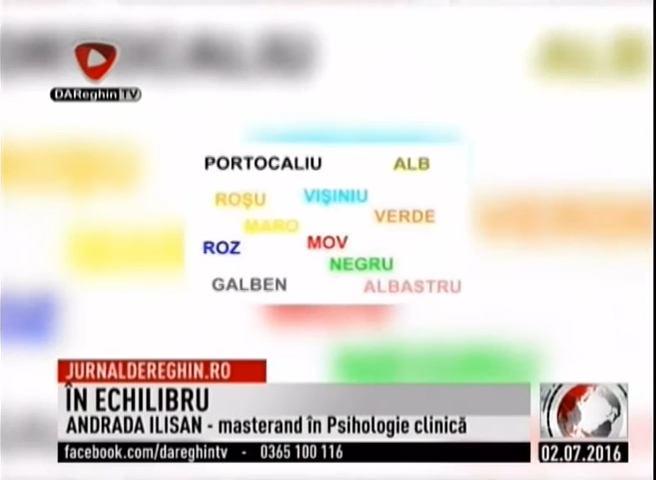 DAReghin TV
PORTOCALIU ALB
ROȘU VIȘINIU
MARO VERDE
ROZ MOV
NEGRU
GALBEN ALBASTRU
JURNALDEREGHIN.RO
ÎN ECHILIBRU
ANDRADA ILISAN - masterand în Psihologie clinică
facebook.com/dareghintv - 0365 100 116
02.07.2016